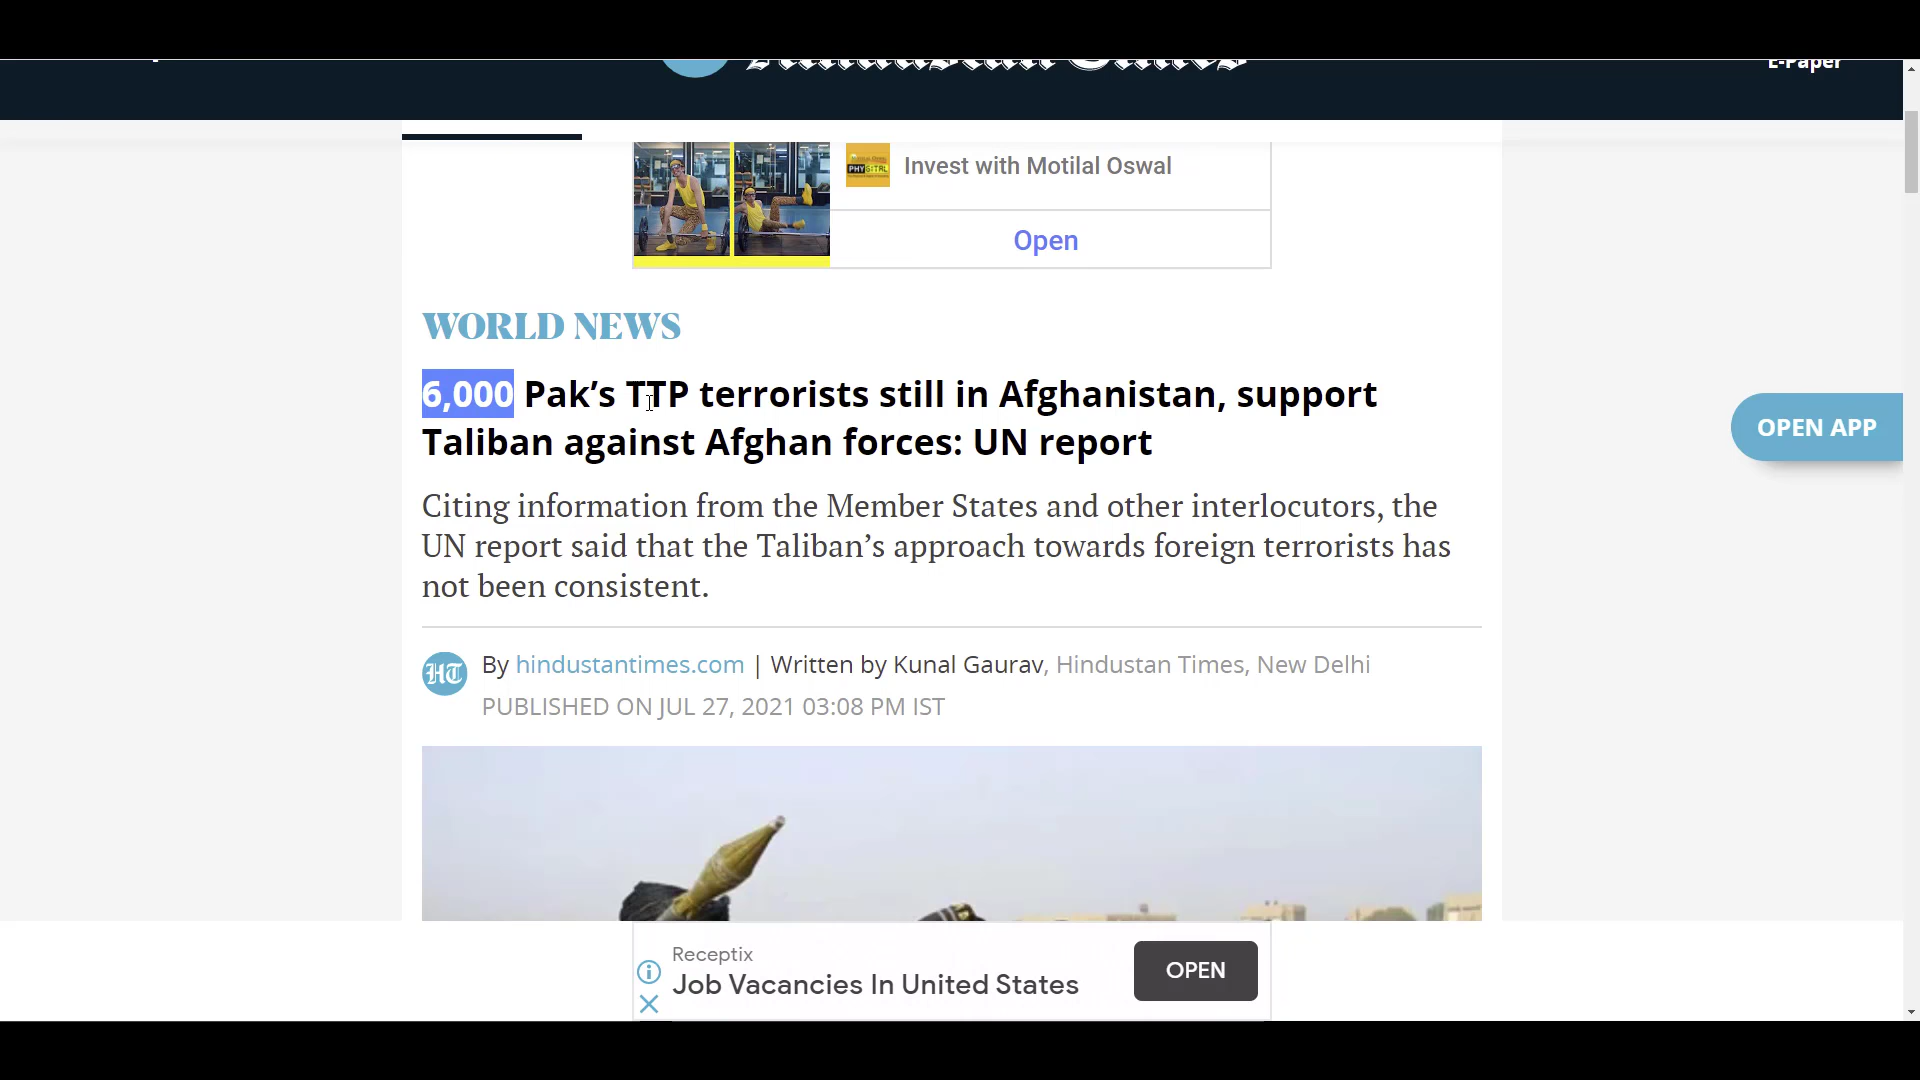 Hindustan Times
E-Paper
Invest with Motilal Oswal
PHYGITAL
Open
WORLD NEWS
6,000 Pak’s TTP terrorists still in Afghanistan, support
Taliban against Afghan forces: UN report
OPEN APP
Citing information from the Member States and other interlocutors, the
UN report said that the Taliban’s approach towards foreign terrorists has
not been consistent.
HT
By hindustantimes.com | Written by Kunal Gaurav, Hindustan Times, New Delhi
PUBLISHED ON JUL 27, 2021 03:08 PM IST
Receptix
Job Vacancies In United States
OPEN